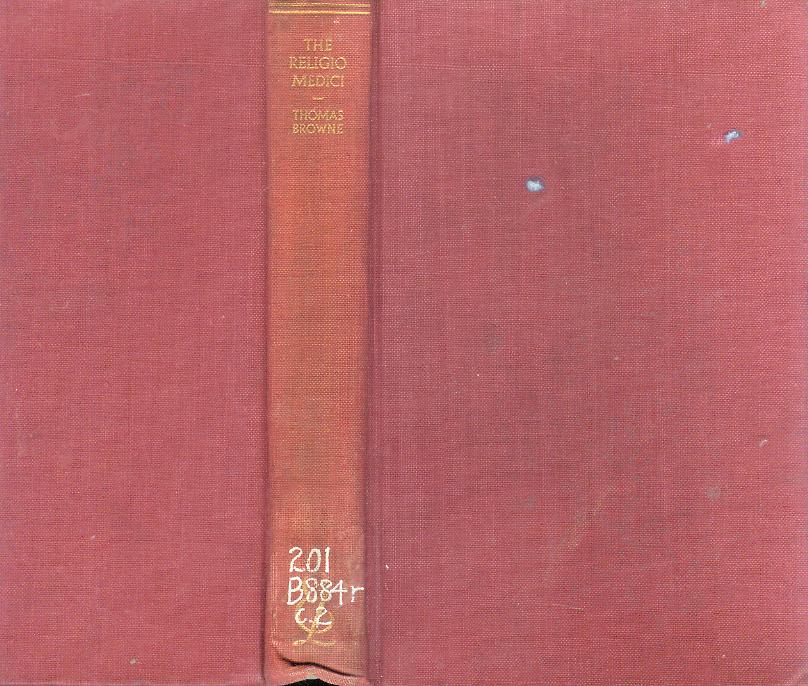 THE
RELIGIO
MEDICI
THOMAS
BROWNE
201
B884r
c.2